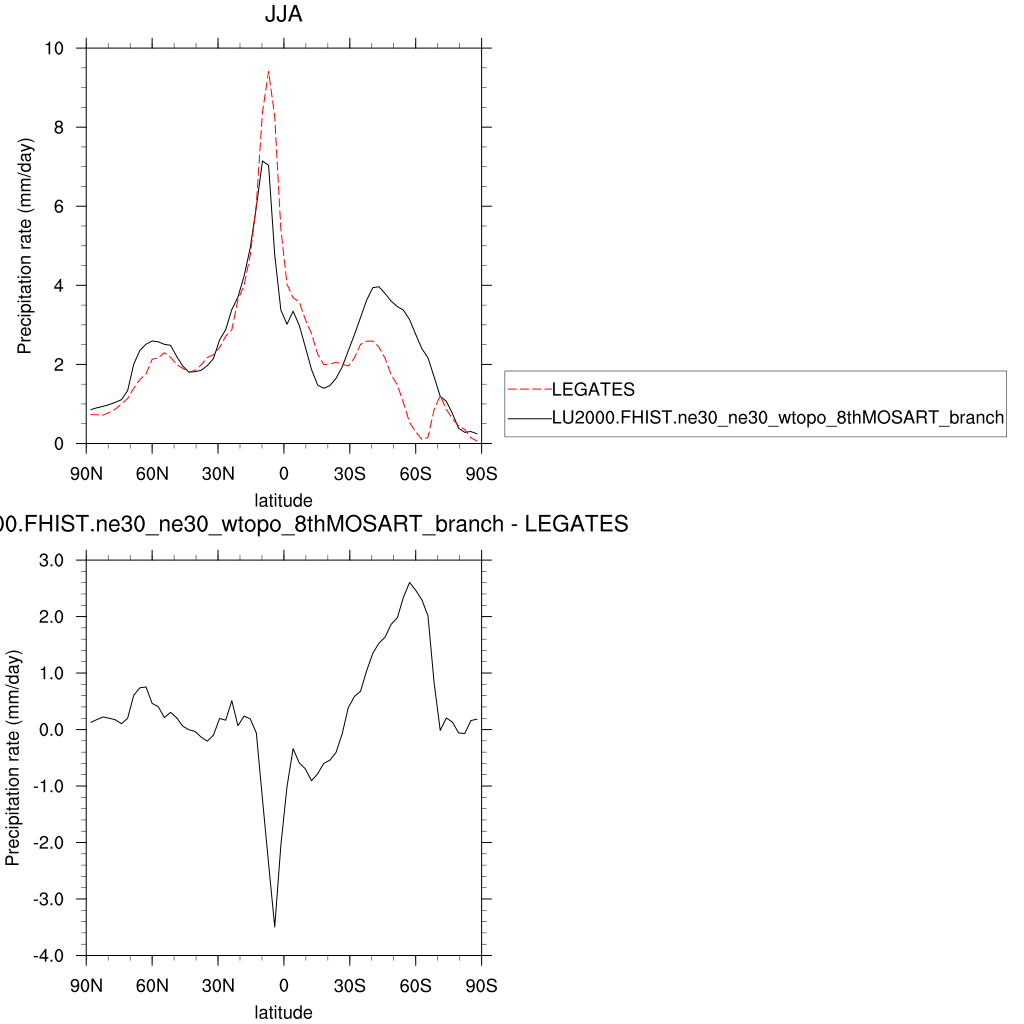 JJA
Precipitation rate (mm/day)
10
8
6
4
2
0
90N 60N 30N 0 30S 60S 90S
latitude
LEGATES
LU2000.FHIST.ne30_ne30_wtopo_8thMOSART_branch
00.FHIST.ne30_ne30_wtopo_8thMOSART_branch - LEGATES
Precipitation rate (mm/day)
3.0
2.0
1.0
0.0
-1.0
-2.0
-3.0
-4.0
90N 60N 30N 0 30S 60S 90S
latitude